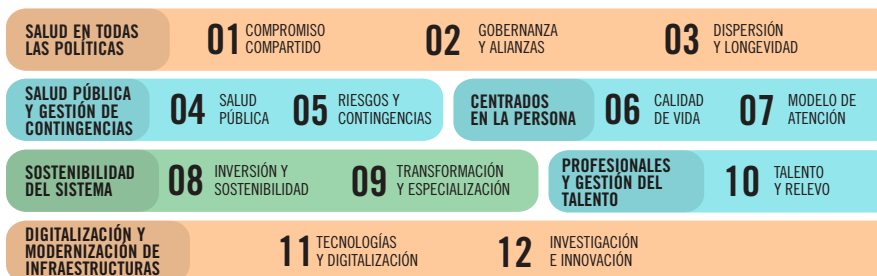 SALUD EN TODAS
LAS POLÍTICAS
01 COMPROMISO
COMPARTIDO
02 GOBERNANZA
Y ALIANZAS
03 DISPERSIÓN
Y LONGEVIDAD
SALUD PÚBLICA
Y GESTIÓN DE
CONTINGENCIAS
04 SALUD
PÚBLICA
05 RIESGOS Y
CONTINGENCIAS
CENTRADOS
EN LA PERSONA
06 CALIDAD
DE VIDA
07 MODELO DE
ATENCIÓN
SOSTENIBILIDAD
DEL SISTEMA
08 INVERSIÓN Y
SOSTENIBILIDAD
09 TRANSFORMACIÓN
Y ESPECIALIZACIÓN
PROFESIONALES
Y GESTIÓN DEL
TALENTO
10 TALENTO
Y RELEVO
DIGITALIZACIÓN Y
MODERNIZACIÓN DE
INFRAESTRUCTURAS
11 TECNOLOGÍAS
Y DIGITALIZACIÓN
12 INVESTIGACIÓN
E INNOVACIÓN